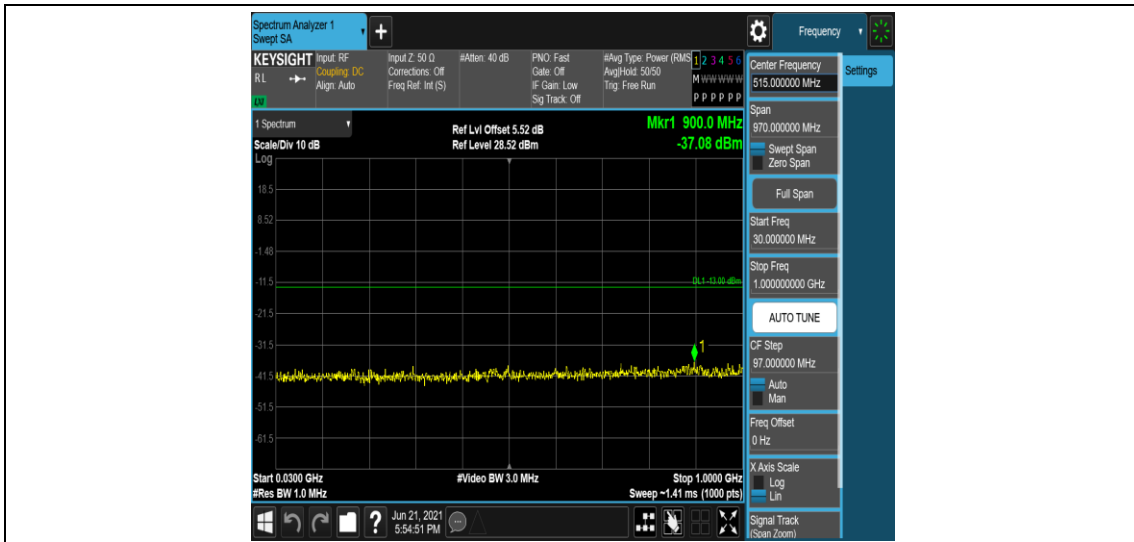 Spectrum Analyzer 1
Swept SA
+
Frequency
KEYSIGHT
Input: RF
Input Z: 50 Ω
#Atten: 40 dB
PNO: Fast
#Avg Type: Power (RMS
1 2 3 4 5 6
RL
Coupling: DC
Corrections: Off
Gate: Off
Avg|Hold: 50/50
M W W W W W
Align: Auto
Freq Ref: Int (S)
IF Gain: Low
Trig: Free Run
Sig Track: Off
P P P P P P
Center Frequency
515.000000 MHz
Settings
1 Spectrum
Ref Lvl Offset 5.52 dB
Mkr1 900.0 MHz
Scale/Div 10 dB
Ref Level 28.52 dBm
-37.08 dBm
Log
18.5
8.52
-1.48
-11.5
DL1 -13.00 dBm
-21.5
-31.5
1
-41.5
-51.5
-61.5
Start 0.0300 GHz
#Video BW 3.0 MHz
Stop 1.0000 GHz
#Res BW 1.0 MHz
Sweep ~1.41 ms (1000 pts)
Span
970.000000 MHz
Swept Span
Zero Span
Full Span
Start Freq
30.000000 MHz
Stop Freq
1.000000000 GHz
AUTO TUNE
CF Step
97.000000 MHz
Auto
Man
Freq Offset
0 Hz
X Axis Scale
Log
Lin
Signal Track
(Span Zoom)
?
Jun 21, 2021
5:54:51 PM